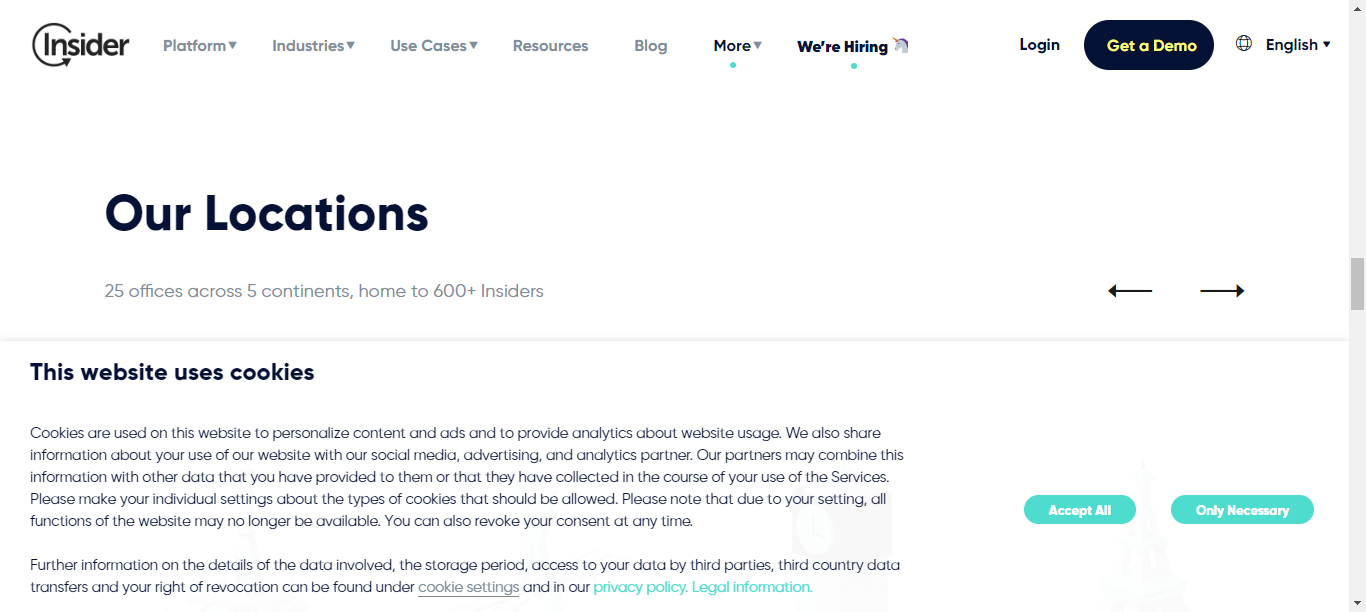 Insider Platform▼ Industries▼ Use Cases▼ Resources Blog More▼ We're Hiring Login Get a Demo English ▾
Our Locations
25 offices across 5 continents, home to 600+ Insiders
This website uses cookies
Cookies are used on this website to personalize content and ads and to provide analytics about website usage. We also share
information about your use of our website with our social media, advertising, and analytics partner. Our partners may combine this
information with other data that you have provided to them or that they have collected in the course of your use of the Services.
Please make your individual settings about the types of cookies that should be allowed. Please note that due to your setting, all
functions of the website may no longer be available. You can also revoke your consent at any time.
Accept All Only Necessary
Further information on the details of the data involved, the storage period, access to your data by third parties, third country data
transfers and your right of revocation can be found under cookie settings and in our privacy policy. Legal information.